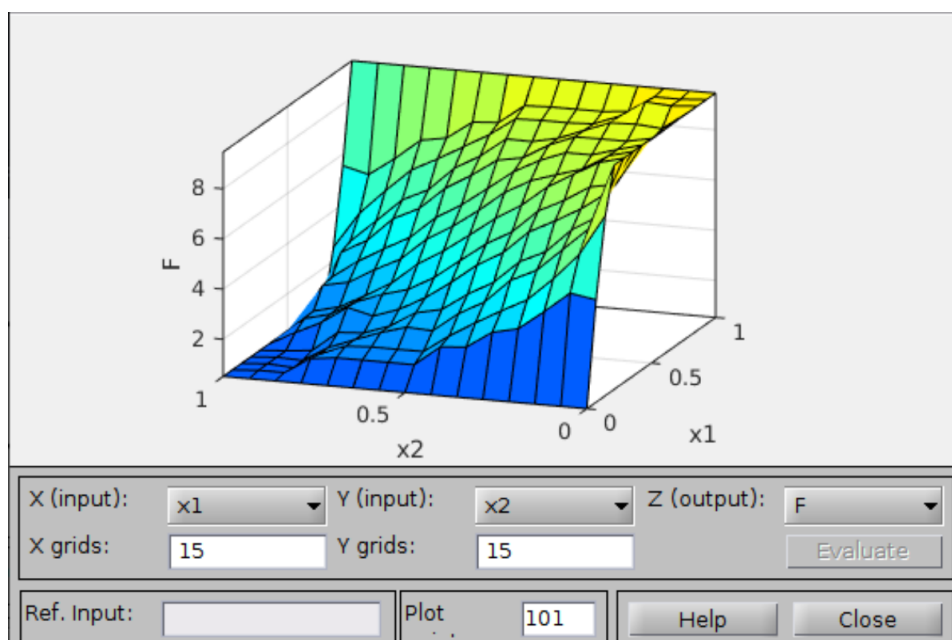 8
6
4
2
F
1
0.5
0
x2
0
0.5
1
x1
X (input): x1 Y (input): x2 Z (output): F
X grids: 15 Y grids: 15 Evaluate
Ref. Input: Plot 101 Help Close